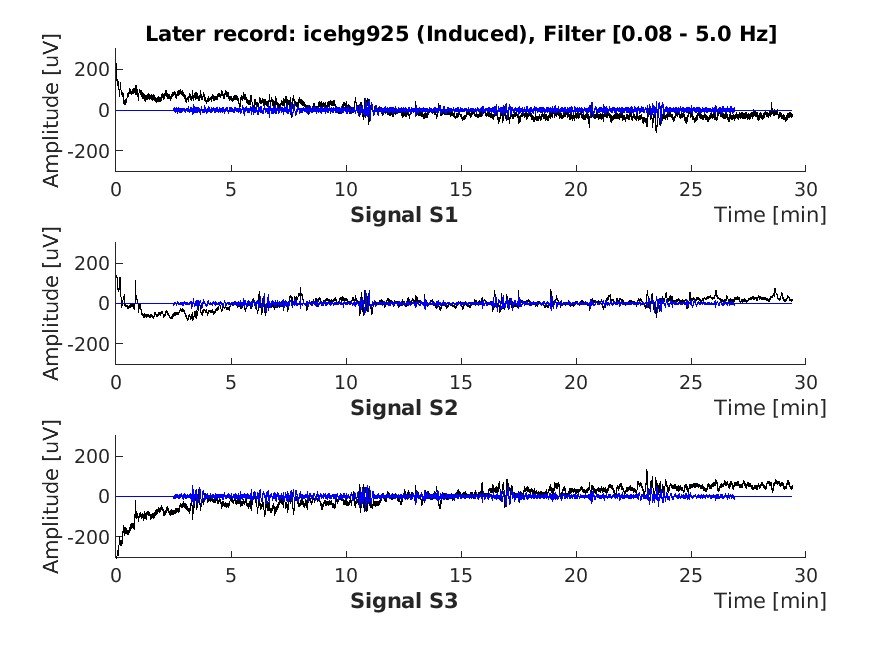 Later record: icehg925 (Induced), Filter [0.08 - 5.0 Hz]
Amplitude [uV]
200
0
-200
0 5 10 15 20 25 30
Signal S1 Time [min]
Amplitude [uV]
200
0
-200
0 5 10 15 20 25 30
Signal S2 Time [min]
Amplitude [uV]
200
0
-200
0 5 10 15 20 25 30
Signal S3 Time [min]